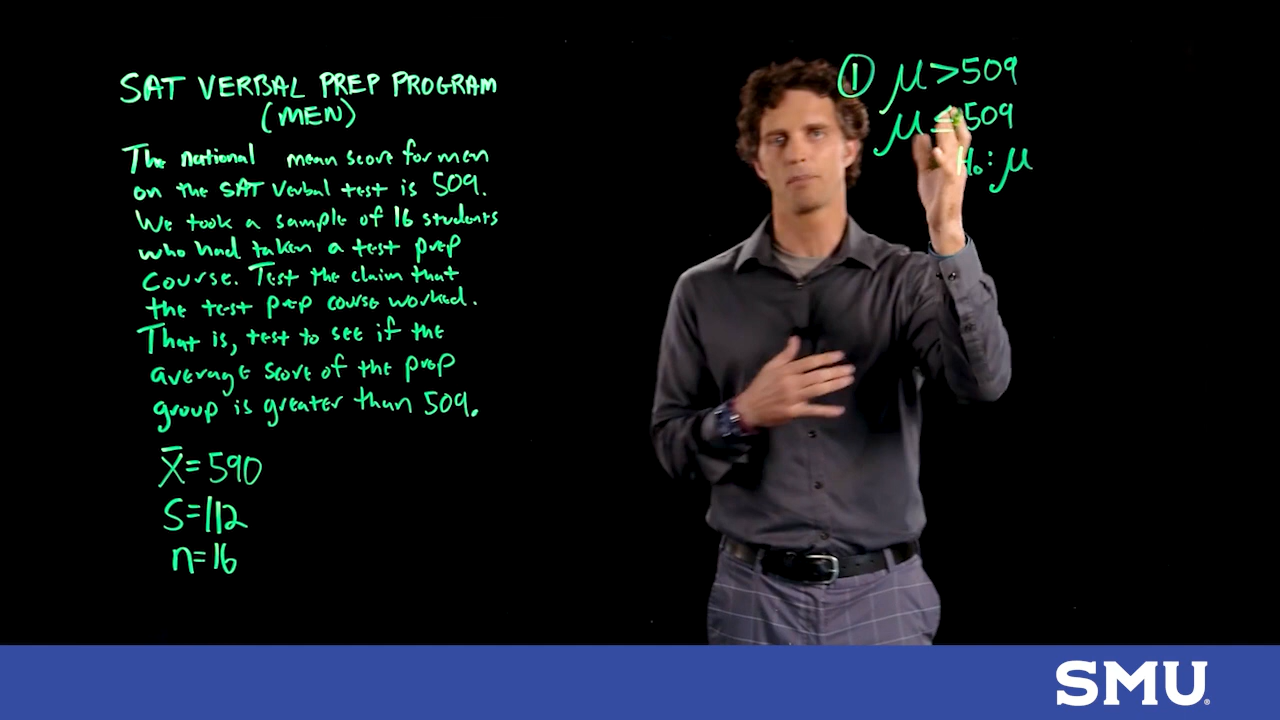 SAT VERBAL PREP PROGRAM
(MEN)
The national mean score for men
on the SAT Verbal test is 509.
We took a sample of 16 students
who had taken a test prep
course. Test the claim that
the test prep course worked.
That is, test to see if the
average score of the prep
group is greater than 509.
X̄=590
S=112
n=16
① μ>509
μ≤509
H₀: μ
SMU